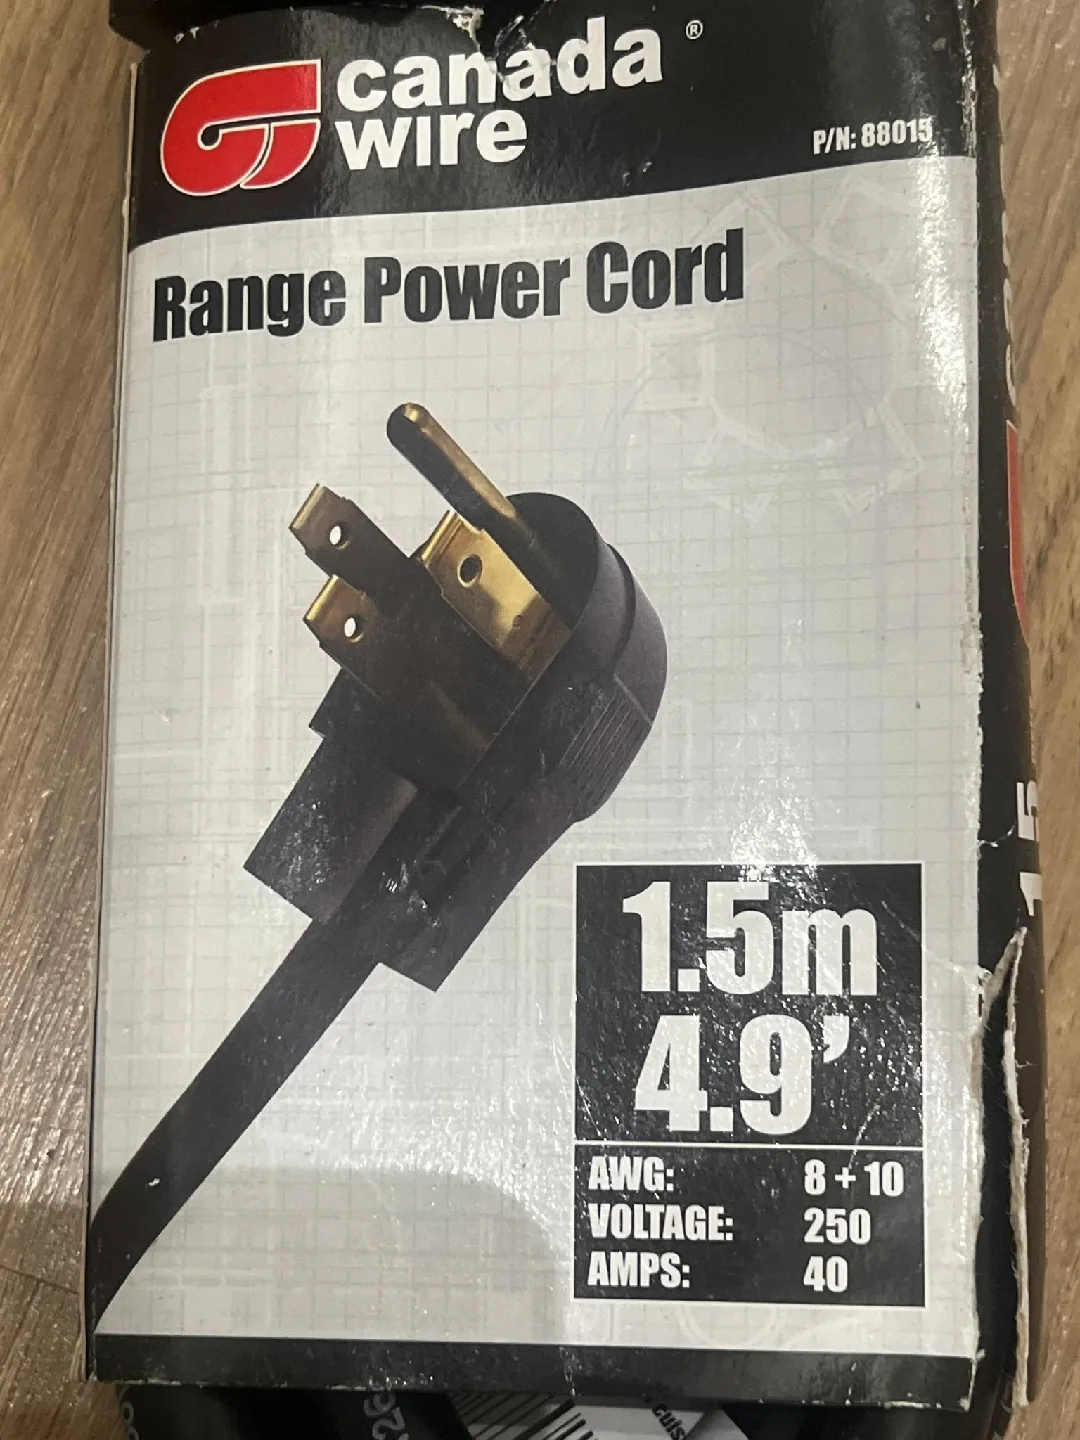 canada ®
wire
P/N: 88015
Range Power Cord
1.5m
4.9'
AWG: 8 + 10
VOLTAGE: 250
AMPS: 40